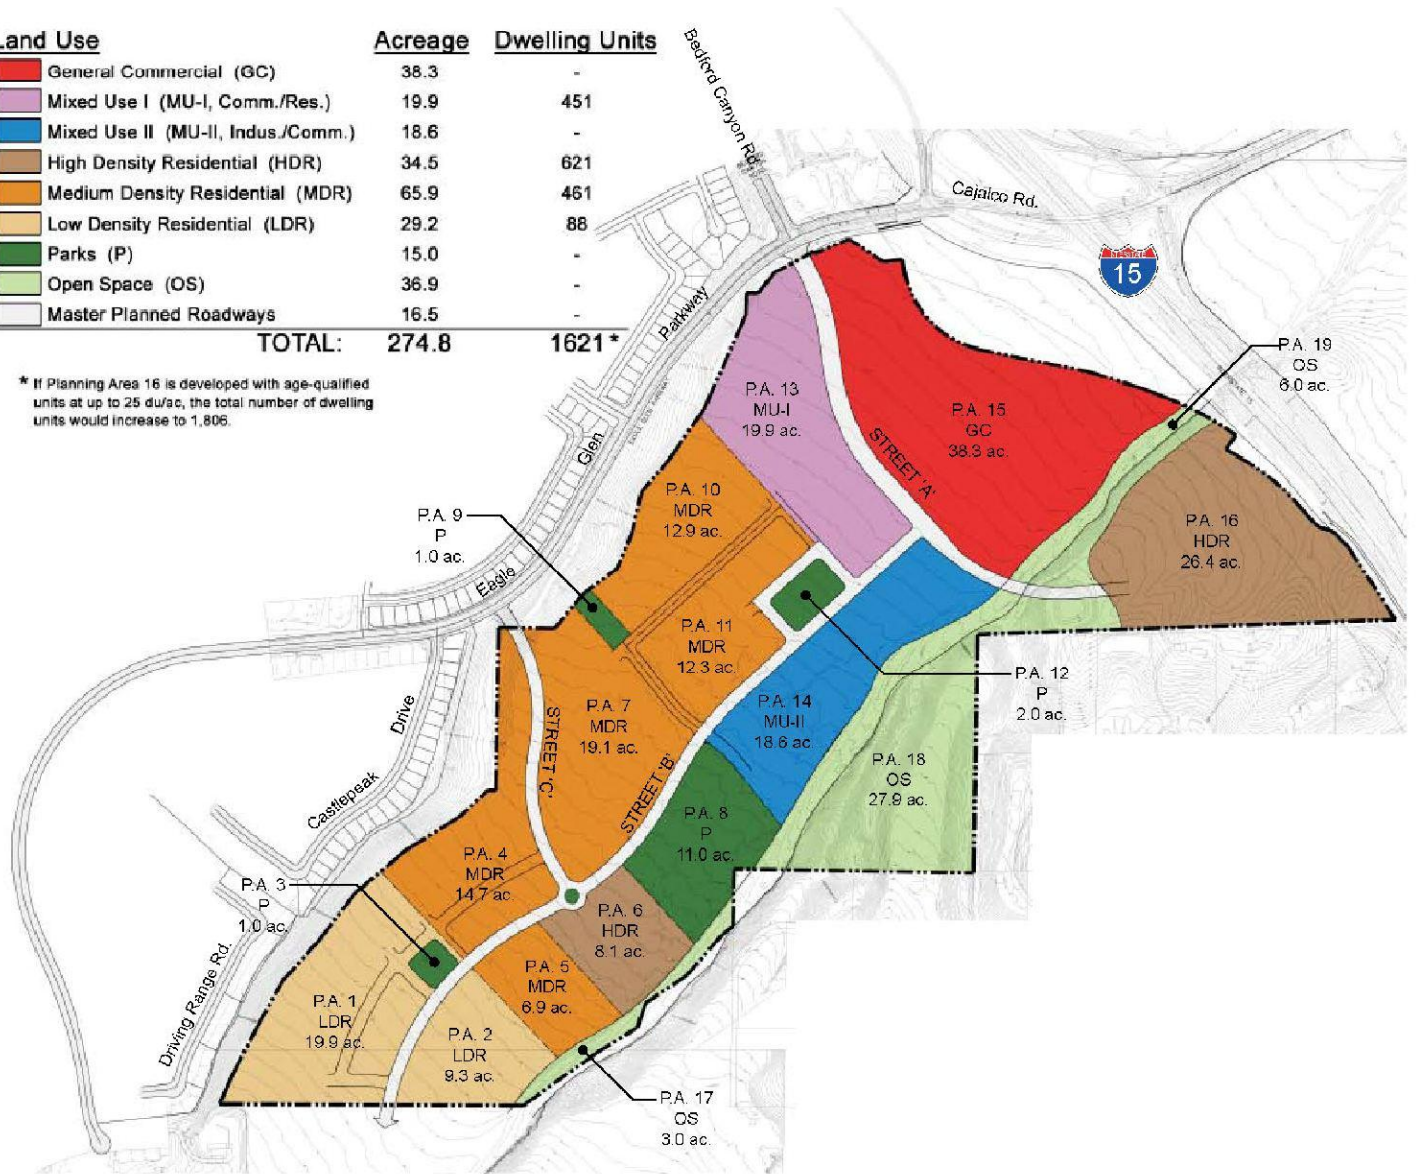 Land Use Acreage Dwelling Units
General Commercial (GC) 38.3 -
Mixed Use I (MU-I, Comm./Res.) 19.9 451
Mixed Use II (MU-II, Indus./Comm.) 18.6 -
High Density Residential (HDR) 34.5 621
Medium Density Residential (MDR) 65.9 461
Low Density Residential (LDR) 29.2 88
Parks (P) 15.0 -
Open Space (OS) 36.9 -
Master Planned Roadways 16.5 -
TOTAL: 274.8 1621*
* If Planning Area 16 is developed with age-qualified
units at up to 25 du/ac, the total number of dwelling
units would increase to 1,806.
Bedford Canyon Rd.
Cajalco Rd.
INTERSTATE
15
Eagle Glen Parkway
P.A. 19
OS
6.0 ac.
P.A. 13
MU-I
19.9 ac.
P.A. 15
GC
38.3 ac.
STREET 'A'
P.A. 10
MDR
12.9 ac.
P.A. 9
P
1.0 ac.
P.A. 16
HDR
26.4 ac.
P.A. 11
MDR
12.3 ac.
P.A. 12
P
2.0 ac.
P.A. 7
MDR
19.1 ac.
P.A. 14
MU-II
18.6 ac.
STREET 'C'
STREET 'B'
Castlepeak Drive
P.A. 18
OS
27.9 ac.
P.A. 8
P
11.0 ac.
P.A. 4
MDR
14.7 ac.
P.A. 3
P
1.0 ac.
P.A. 6
HDR
8.1 ac.
Driving Range Rd.
P.A. 5
MDR
6.9 ac.
P.A. 1
LDR
19.9 ac.
P.A. 2
LDR
9.3 ac.
P.A. 17
OS
3.0 ac.